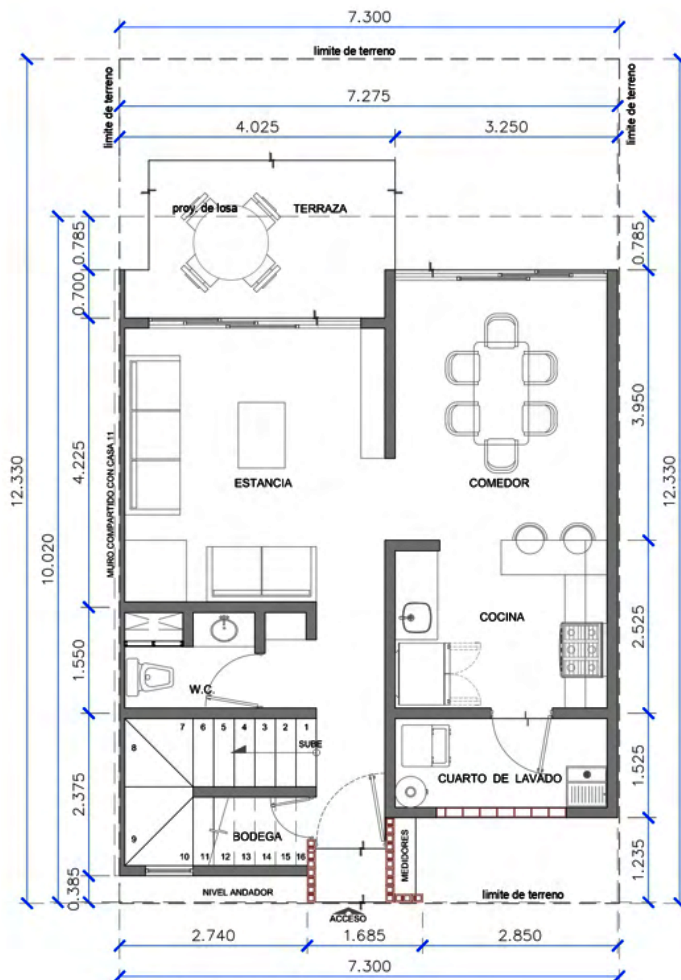 7.300
limite de terreno
7.275
4.025
3.250
limite de terreno
limite de terreno
proy. de losa
TERRAZA
0.785
0.785
0.700
4.225
3.950
12.330
12.330
10.020
MURO COMPARTIDO CON CASA 11
ESTANCIA
COMEDOR
COCINA
2.525
1.550
W.C.
7 6 5 4 3 2 1
8
SUBE
CUARTO DE LAVADO
1.525
2.375
BODEGA
9
10 11 12 13 14 15 16
MEDIDORES
1.235
0.385
NIVEL ANDADOR
limite de terreno
ACCESO
2.740
1.685
2.850
7.300